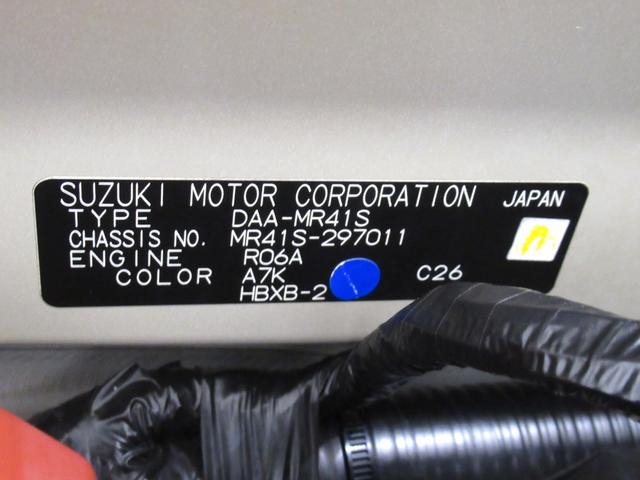 SUZUKI MOTOR CORPORATION JAPAN
TYPE DAA-MR41S
CHASSIS NO. MR41S-297011
ENGINE R06A
COLOR A7K C26
HBXB-2